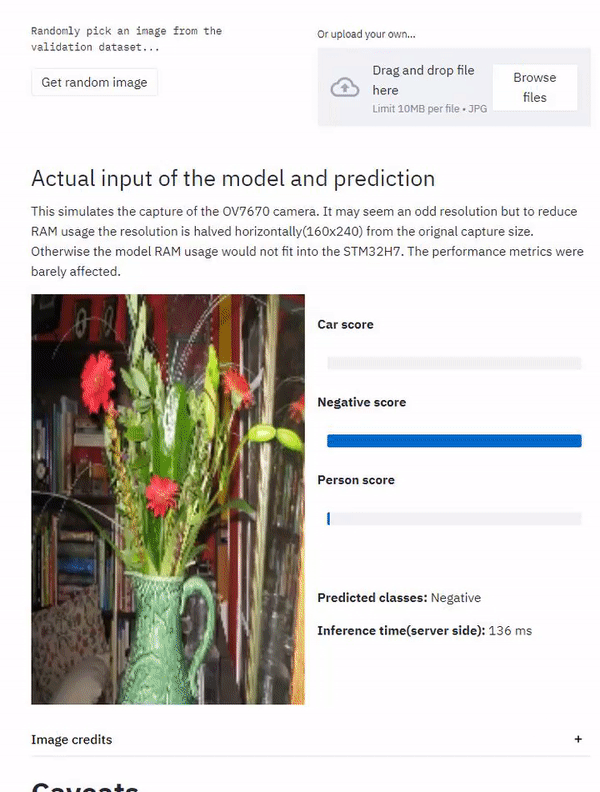 Randomly pick an image from the
validation dataset...
Get random image
Or upload your own...
Drag and drop file
here
Limit 10MB per file • JPG
Browse
files
Actual input of the model and prediction
This simulates the capture of the OV7670 camera. It may seem an odd resolution but to reduce
RAM usage the resolution is halved horizontally(160x240) from the orignal capture size.
Otherwise the model RAM usage would not fit into the STM32H7. The performance metrics were
barely affected.
Car score
Negative score
Person score
Predicted classes: Negative
Inference time(server side): 136 ms
Image credits
+
Caveats